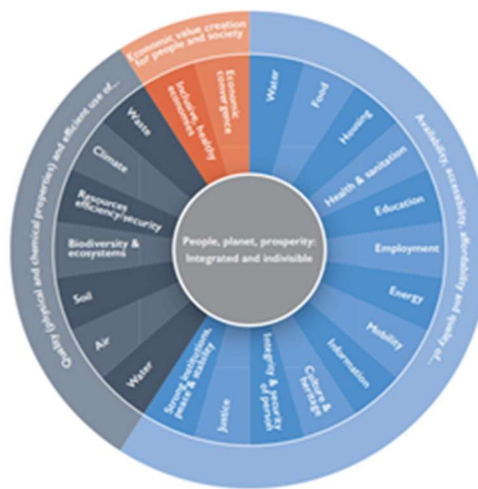 Economic value creation
for people and society
Availability, accessibility, affordability and quality of...
Quality (physical and chemical properties) and efficient use of...
Inclusive, healthy
economies
Economic
convergence
Water
Food
Housing
Health & sanitation
Education
Employment
Energy
Mobility
Information
Culture &
heritage
Integrity & security
of person
Justice
Strong institutions,
peace & stability
Water
Air
Soil
Biodiversity &
ecosystems
Resources
efficiency/security
Climate
Waste
People, planet, prosperity:
Integrated and indivisible